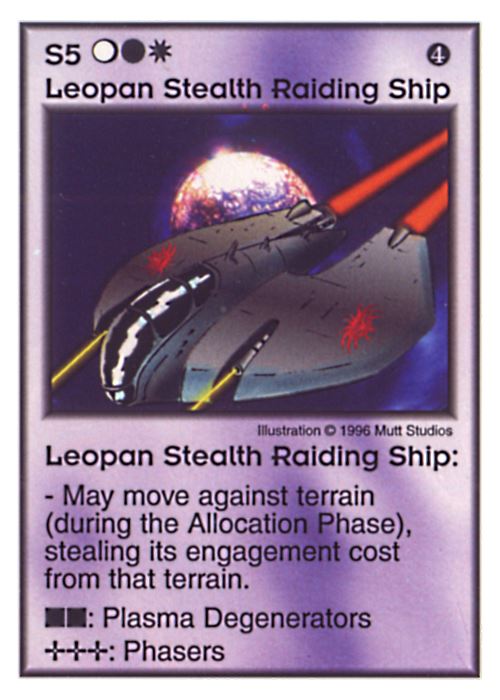 S5 4
Leopan Stealth Raiding Ship
Illustration © 1996 Mutt Studios
Leopan Stealth Raiding Ship:
- May move against terrain
(during the Allocation Phase),
stealing its engagement cost
from that terrain.
: Plasma Degenerators
: Phasers